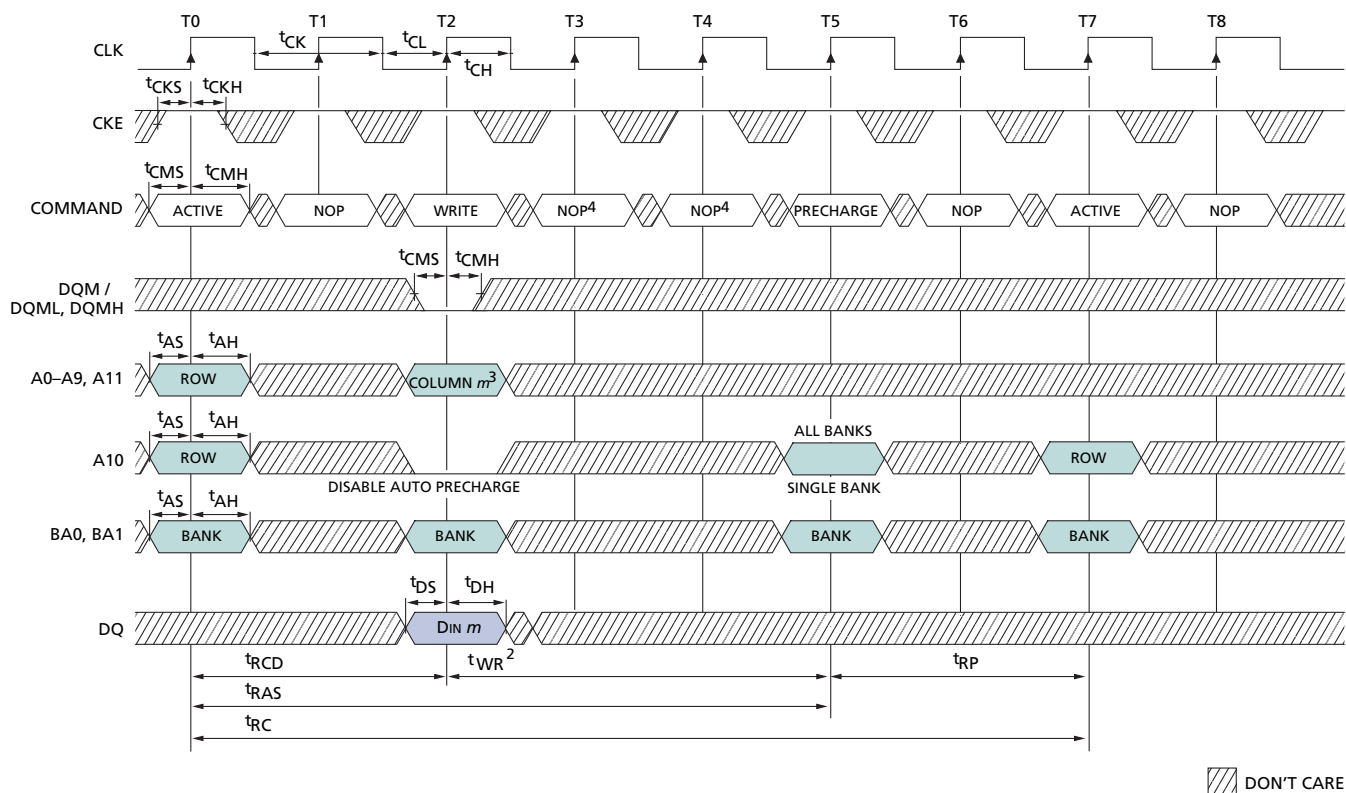 T0 T1 T2 T3 T4 T5 T6 T7 T8
CLK tCK tCL tCH
tCKS tCKH
CKE
tCMS tCMH
COMMAND ACTIVE NOP WRITE NOP4 NOP4 PRECHARGE NOP ACTIVE NOP
tCMS tCMH
DQM /
DQML, DQMH
tAS tAH
A0–A9, A11 ROW COLUMN m3
tAS tAH ALL BANKS
A10 ROW ROW
DISABLE AUTO PRECHARGE SINGLE BANK
tAS tAH
BA0, BA1 BANK BANK BANK BANK
tDS tDH
DQ DIN m
tRCD tWR2 tRP
tRAS
tRC
DON'T CARE